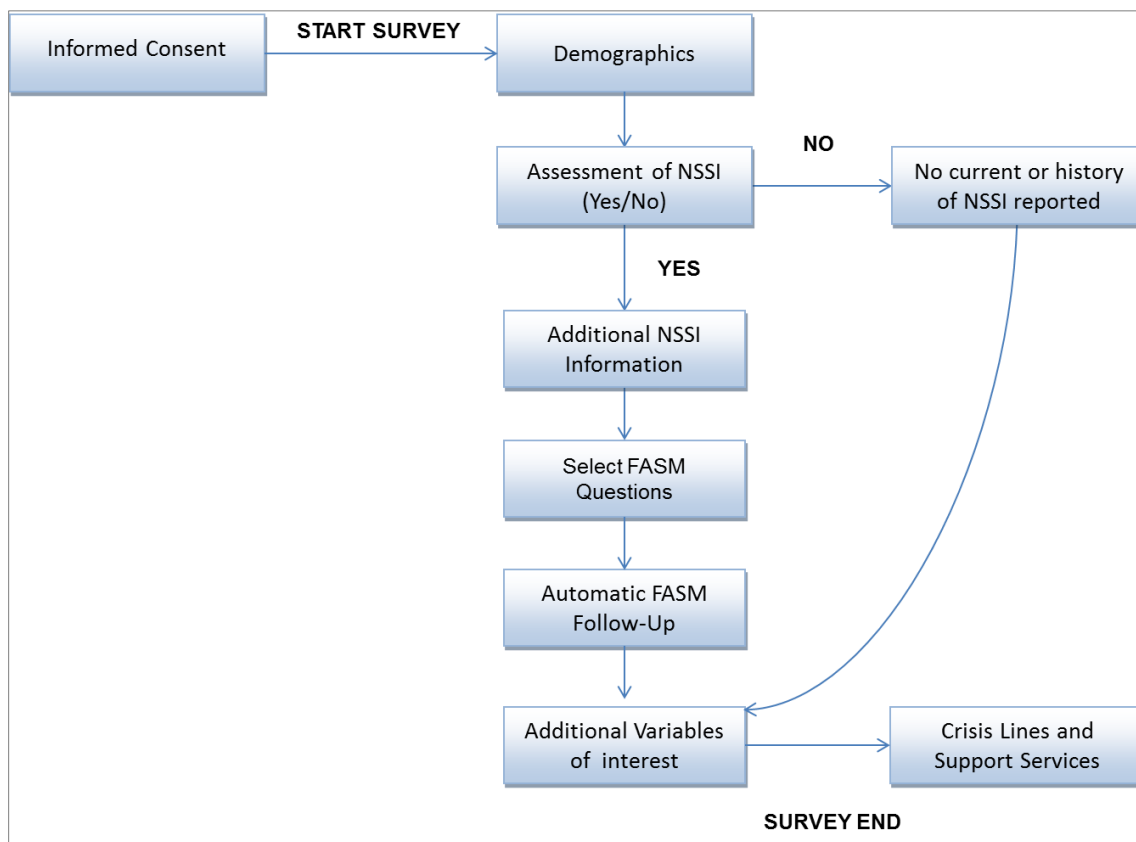 Informed Consent
START SURVEY
Demographics
Assessment of NSSI
(Yes/No)
NO
No current or history
of NSSI reported
YES
Additional NSSI
Information
Select FASM
Questions
Automatic FASM
Follow-Up
Additional Variables
of interest
Crisis Lines and
Support Services
SURVEY END